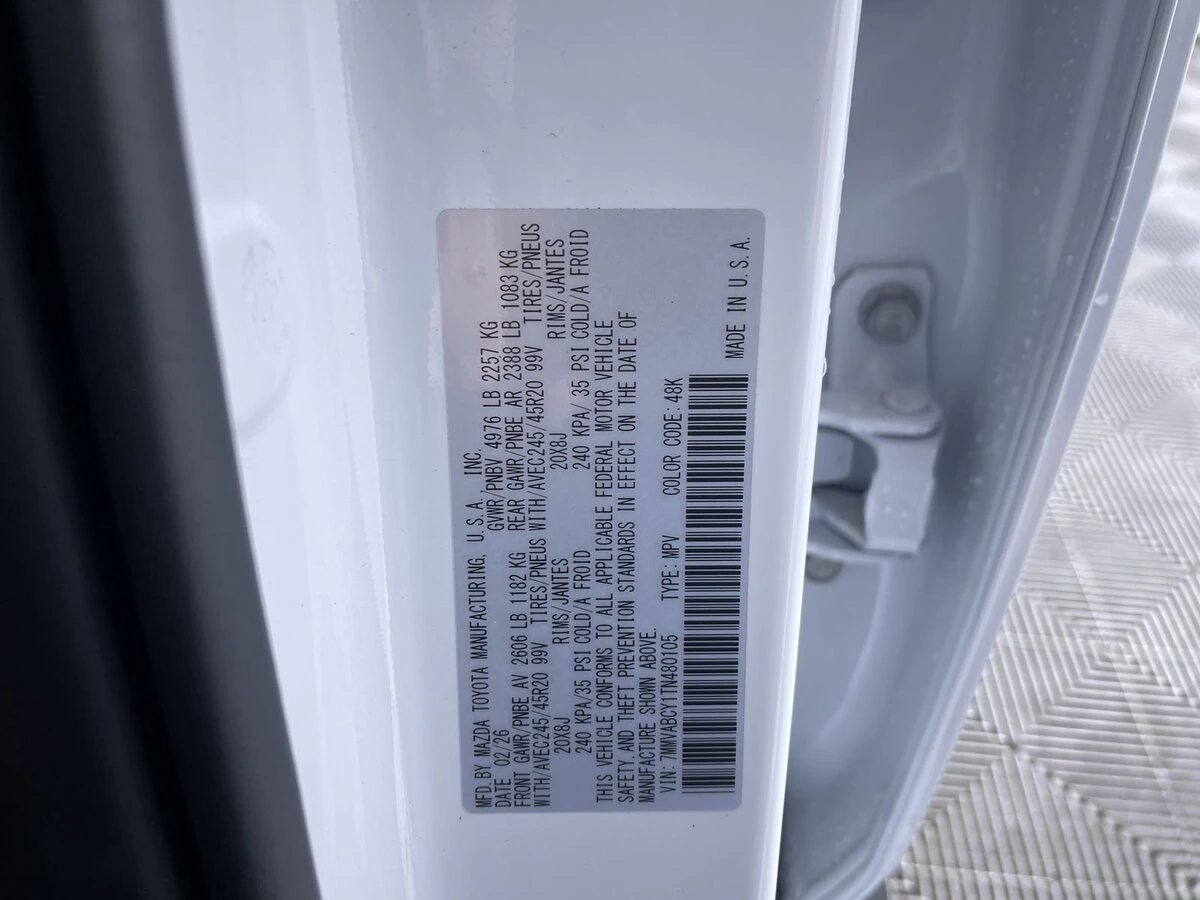 MFD. BY MAZDA TOYOTA MANUFACTURING, U.S.A. INC.
DATE 02/26 GVWR/PNBV 4976 LB 2257 KG
FRONT GAWR/PNBE AV 2606 LB 1182 KG REAR GAWR/PNBE AR 2388 LB 1083 KG
WITH/AVEC245/45R20 99V TIRES/PNEUS WITH/AVEC245/45R20 99V TIRES/PNEUS
20X8J RIMS/JANTES 20X8J RIMS/JANTES
240 KPA/35 PSI COLD/A FROID 240 KPA/ 35 PSI COLD/A FROID
THIS VEHICLE CONFORMS TO ALL APPLICABLE FEDERAL MOTOR VEHICLE
SAFETY, AND THEFT PREVENTION STANDARDS IN EFFECT ON THE DATE OF
MANUFACTURE SHOWN ABOVE.
VIN: 7MMVABCY1TN480105 TYPE: MPV COLOR CODE: 48K
MADE IN U.S.A.